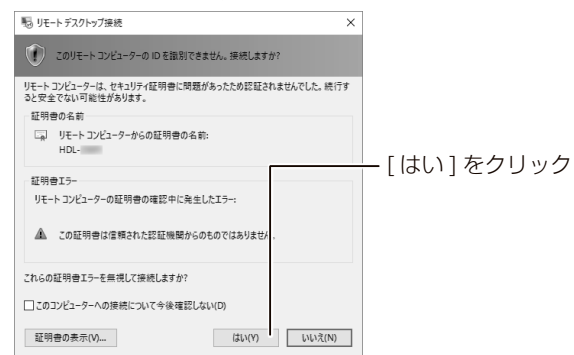 リモート デスクトップ接続
このリモート コンピューターの ID を識別できません。接続しますか?
リモート コンピューターは、セキュリティ証明書に問題があったため認証されませんでした。続行す
ると安全でない可能性があります。
証明書の名前
リモート コンピューターからの証明書の名前:
HDL-
[ はい ] をクリック
証明書エラー
リモート コンピューターの証明書の確認中に発生したエラー:
この証明書は信頼された認証機関からのものではありません。
これらの証明書エラーを無視して接続しますか?
このコンピューターへの接続について今後確認しない(D)
証明書の表示(V)...
はい(Y)
いいえ(N)